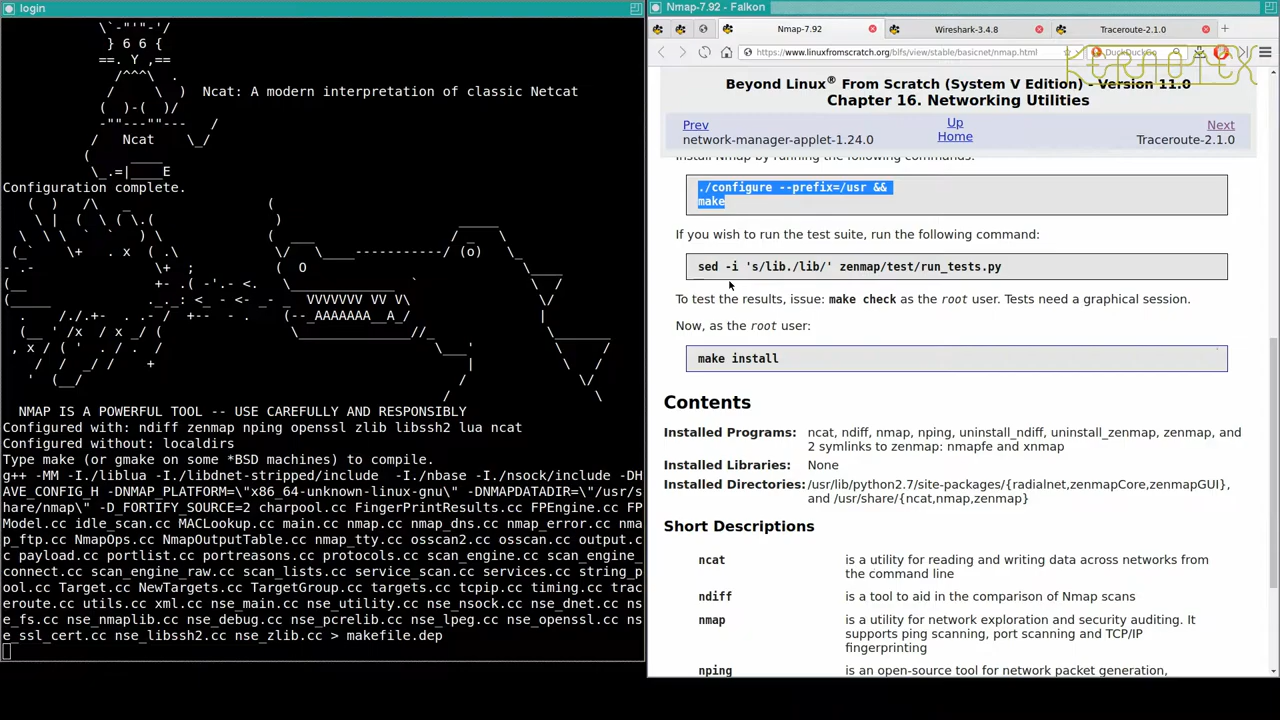 login
Ncat: A modern interpretation of classic Netcat
Ncat
Configuration complete.
NMAP IS A POWERFUL TOOL -- USE CAREFULLY AND RESPONSIBLY
Configured with: ndiff zenmap nping openssl zlib libssh2 lua ncat
Configured without: localdirs
Type make (or gmake on some *BSD machines) to compile.
g++ -MM -I./liblua -I./libdnet-stripped/include  -I./nbase -I./nsock/include -DH
AVE_CONFIG_H -DNMAP_PLATFORM=\"x86_64-unknown-linux-gnu\" -DNMAPDATADIR=\"/usr/s
hare/nmap\" -D_FORTIFY_SOURCE=2 charpool.cc FingerPrintResults.cc FPEngine.cc FP
Model.cc idle_scan.cc MACLookup.cc main.cc nmap.cc nmap_dns.cc nmap_error.cc nma
p_ftp.cc NmapOps.cc NmapOutputTable.cc nmap_tty.cc osscan2.cc osscan.cc output.c
c payload.cc portlist.cc portreasons.cc protocols.cc scan_engine.cc scan_engine_
connect.cc scan_engine_raw.cc scan_lists.cc service_scan.cc services.cc string_p
ool.cc Target.cc NewTargets.cc TargetGroup.cc targets.cc tcpip.cc timing.cc trac
eroute.cc utils.cc xml.cc nse_main.cc nse_utility.cc nse_nsock.cc nse_dnet.cc ns
e_fs.cc nse_nmaplib.cc nse_debug.cc nse_pcrelib.cc nse_lpeg.cc nse_openssl.cc ns
e_ssl_cert.cc nse_libssh2.cc nse_zlib.cc > makefile.dep
Nmap-7.92 - Falkon
Nmap-7.92
Wireshark-3.4.8
Traceroute-2.1.0
https://www.linuxfromscratch.org/blfs/view/stable/basicnet/nmap.html
DuckDuckGo
KERNOTEX
Beyond Linux® From Scratch (System V Edition) - Version 11.0
Chapter 16. Networking Utilities
Prev
Up
Next
network-manager-applet-1.24.0
Home
Traceroute-2.1.0
Install Nmap by running the following commands:
./configure --prefix=/usr &&
make
If you wish to run the test suite, run the following command:
sed -i 's/lib./lib/' zenmap/test/run_tests.py
To test the results, issue: make check as the root user. Tests need a graphical session.
Now, as the root user:
make install
Contents
Installed Programs: ncat, ndiff, nmap, nping, uninstall_ndiff, uninstall_zenmap, zenmap, and
2 symlinks to zenmap: nmapfe and xnmap
Installed Libraries: None
Installed Directories: /usr/lib/python2.7/site-packages/{radialnet,zenmapCore,zenmapGUI},
and /usr/share/{ncat,nmap,zenmap}
Short Descriptions
ncat is a utility for reading and writing data across networks from
the command line
ndiff is a tool to aid in the comparison of Nmap scans
nmap is a utility for network exploration and security auditing. It
supports ping scanning, port scanning and TCP/IP
fingerprinting
nping is an open-source tool for network packet generation,